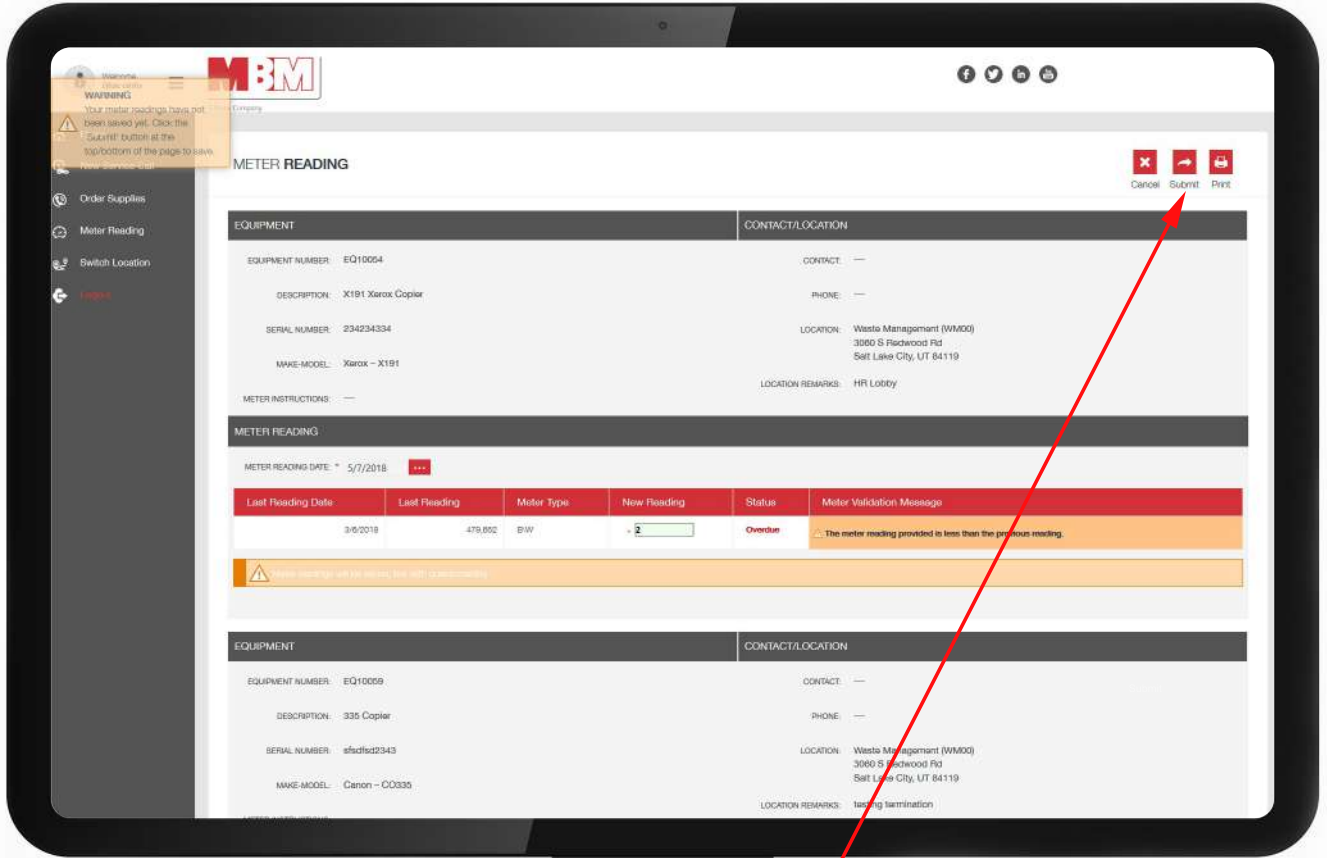 Welcome
WARNING
Your meter readings have not
been saved yet. Click the
"Submit" button at the
top/bottom of the page to save.
New Service Call
Order Supplies
Meter Reading
Switch Location
Logout
MBM
Company
METER READING
Cancel Submit Print
EQUIPMENT CONTACT/LOCATION
EQUIPMENT NUMBER: EQ10054 CONTACT: —
DESCRIPTION: X191 Xerox Copier PHONE: —
SERIAL NUMBER: 234234334 LOCATION: Waste Management (WM00)
3060 S Redwood Rd
MAKE-MODEL: Xerox – X191 Salt Lake City, UT 84119
LOCATION REMARKS: HR Lobby
METER INSTRUCTIONS: —
METER READING
METER READING DATE: * 5/7/2018
Last Reading Date Last Reading Meter Type New Reading Status Meter Validation Message
3/6/2018 479,662 BW 2 Overdue The meter reading provided is less than the previous reading.
EQUIPMENT CONTACT/LOCATION
EQUIPMENT NUMBER: EQ10059 CONTACT: —
DESCRIPTION: 335 Copier PHONE: —
SERIAL NUMBER: sfsdfsd2343 LOCATION: Waste Management (WM00)
3060 S Redwood Rd
MAKE-MODEL: Canon – CO335 Salt Lake City, UT 84119
LOCATION REMARKS: testing termination